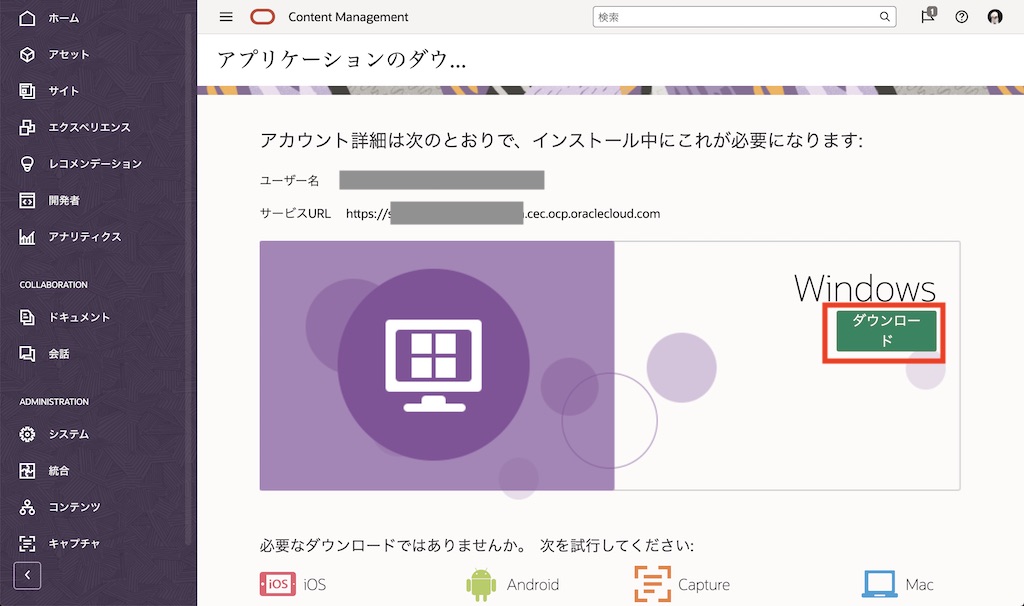 ホーム
アセット
サイト
エクスペリエンス
レコメンデーション
開発者
アナリティクス
COLLABORATION
ドキュメント
会話
ADMINISTRATION
システム
統合
コンテンツ
キャプチャ
Content Management
検索
1
アプリケーションのダウ...
アカウント詳細は次のとおりで、インストール中にこれが必要になります:
ユーザー名
サービスURL https://s .cec.ocp.oraclecloud.com
Windows
ダウンロー
ド
必要なダウンロードではありませんか。 次を試行してください:
iOS iOS Android Capture Mac